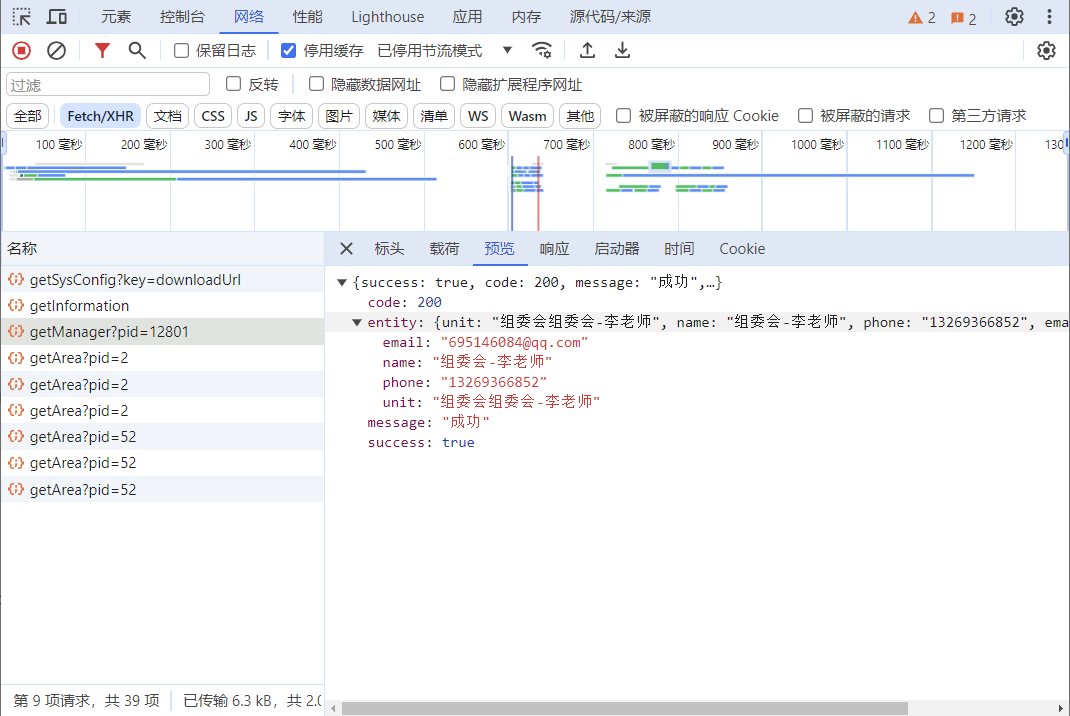 元素 控制台 网络 性能 Lighthouse 应用 内存 源代码/来源 2 2
保留日志 停用缓存 已停用节流模式
过滤 反转 隐藏数据网址 隐藏扩展程序网址
全部 Fetch/XHR 文档 CSS JS 字体 图片 媒体 清单 WS Wasm 其他 被屏蔽的响应 Cookie 被屏蔽的请求 第三方请求
100 毫秒 200 毫秒 300 毫秒 400 毫秒 500 毫秒 600 毫秒 700 毫秒 800 毫秒 900 毫秒 1000 毫秒 1100 毫秒 1200 毫秒 130
名称 标头 载荷 预览 响应 启动器 时间 Cookie
getSysConfig?key=downloadUrl
getInformation
getManager?pid=12801
getArea?pid=2
getArea?pid=2
getArea?pid=2
getArea?pid=52
getArea?pid=52
getArea?pid=52
{success: true, code: 200, message: "成功",…}
code: 200
entity: {unit: "组委会组委会-李老师", name: "组委会-李老师", phone: "13269366852", ema
email: "695146084@qq.com"
name: "组委会-李老师"
phone: "13269366852"
unit: "组委会组委会-李老师"
message: "成功"
success: true
第 9 项请求，共 39 项 已传输 6.3 kB，共 2.0